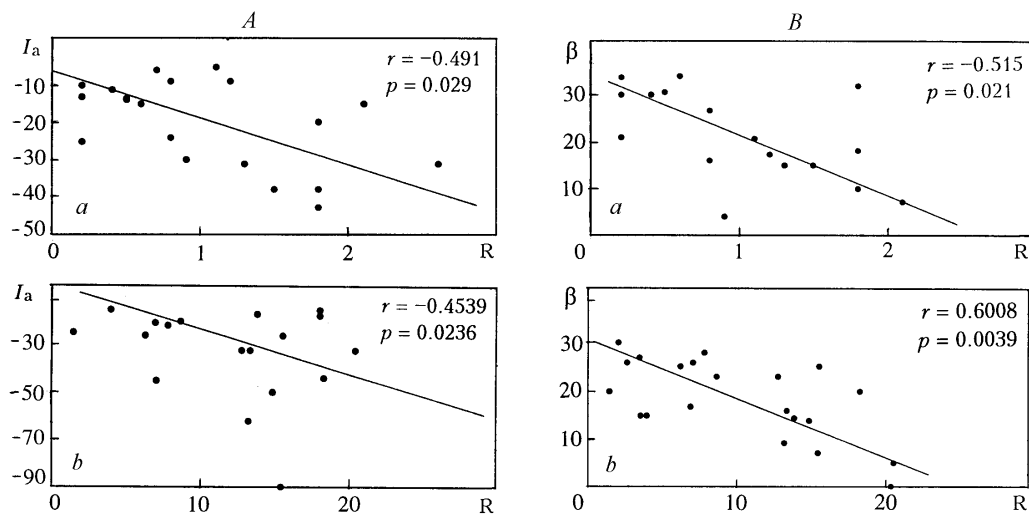 A
I a
r = −0.491
p = 0.029
-10
-20
-30
-40
-50
a
0
1
2
R
B
β
r = −0.515
p = 0.021
30
20
10
a
0
1
2
R
I a
r = −0.4539
p = 0.0236
-30
-50
-70
-90
b
0
10
20
R
β
r = 0.6008
p = 0.0039
30
20
10
b
0
10
20
R